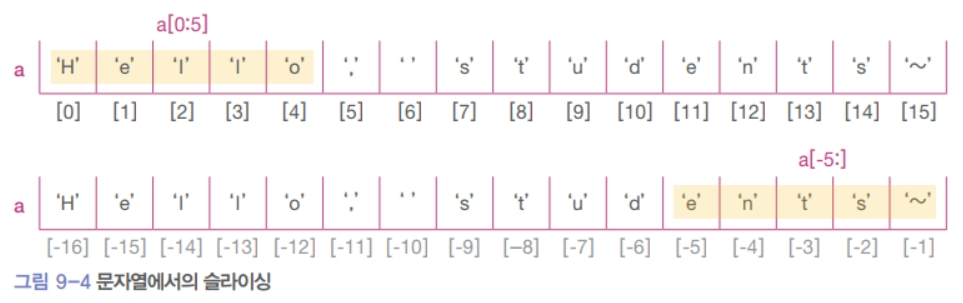 a[0:5]
a ‘H’ ‘e’ ‘l’ ‘l’ ‘o’ ‘,’ ‘ ’ ‘s’ ‘t’ ‘u’ ‘d’ ‘e’ ‘n’ ‘t’ ‘s’ ‘~’
[0] [1] [2] [3] [4] [5] [6] [7] [8] [9] [10] [11] [12] [13] [14] [15]
a[-5:]
a ‘H’ ‘e’ ‘l’ ‘l’ ‘o’ ‘,’ ‘ ’ ‘s’ ‘t’ ‘u’ ‘d’ ‘e’ ‘n’ ‘t’ ‘s’ ‘~’
[-16] [-15] [-14] [-13] [-12] [-11] [-10] [-9] [–8] [-7] [-6] [-5] [-4] [-3] [-2] [-1]
그림 9-4 문자열에서의 슬라이싱